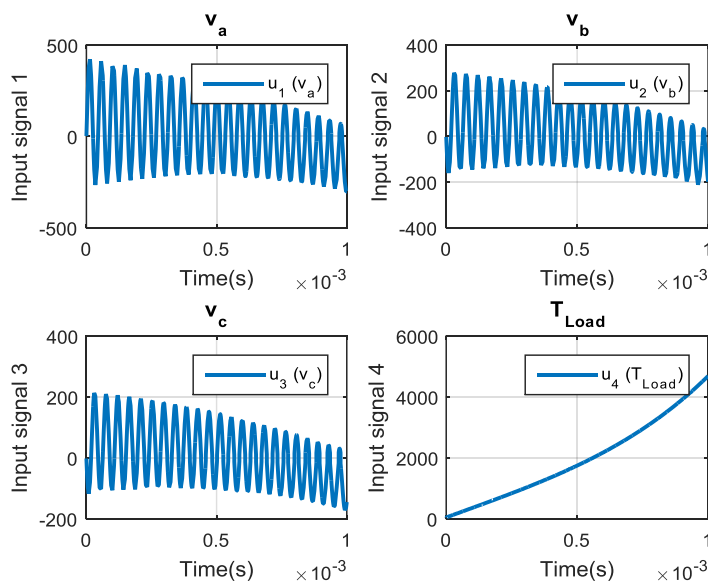 v_a
500
0
-500
Input signal 1
u_1 (v_a)
0
0.5
1
Time(s)
×10^-3
v_b
400
200
0
-200
-400
Input signal 2
u_2 (v_b)
0
0.5
1
Time(s)
×10^-3
v_c
400
200
0
-200
Input signal 3
u_3 (v_c)
0
0.5
1
Time(s)
×10^-3
T_Load
6000
4000
2000
0
Input signal 4
u_4 (T_Load)
0
0.5
1
Time(s)
×10^-3